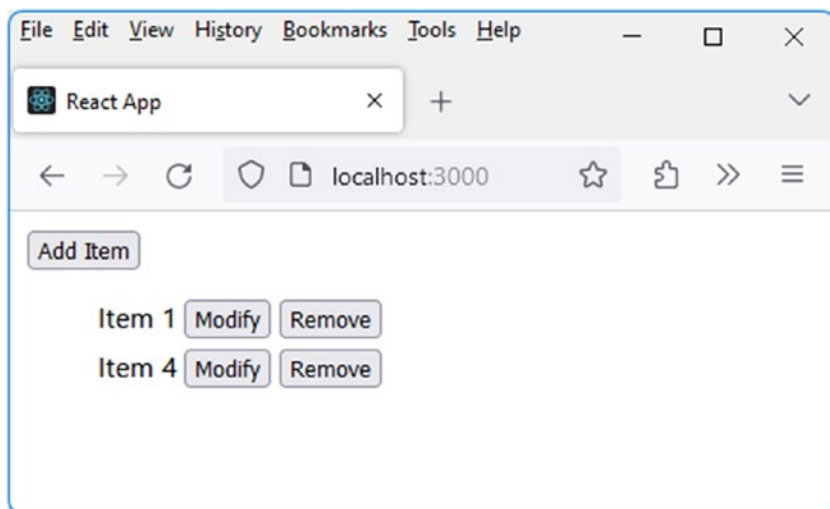 File Edit View History Bookmarks Tools Help
React App
localhost:3000
Add Item
Item 1 Modify Remove
Item 4 Modify Remove